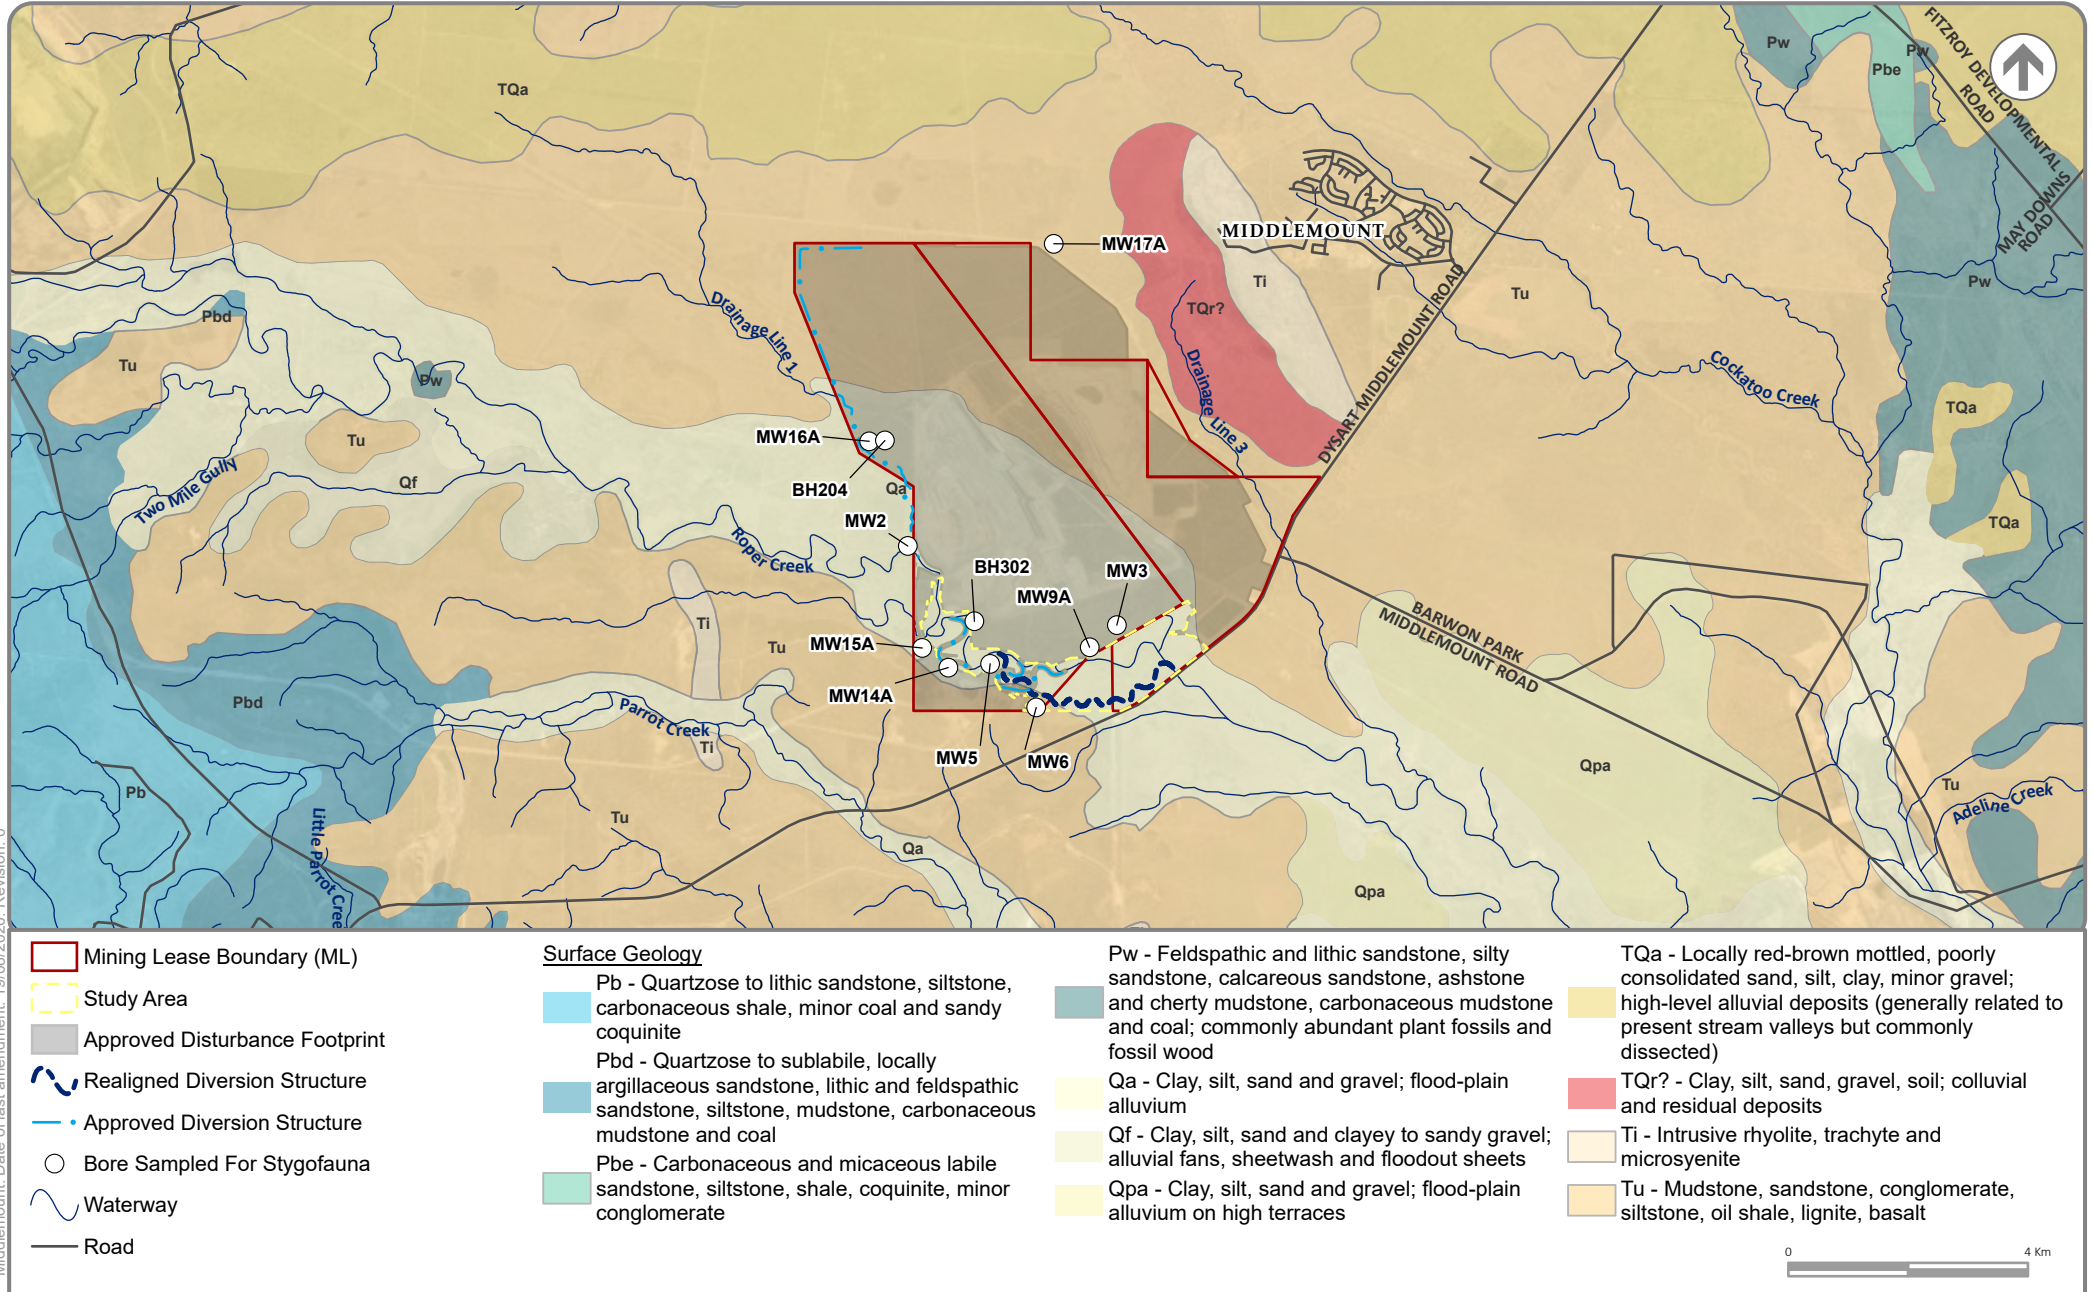 FITZROY DEVELOPMENTAL
ROAD
Pw
Pw
Pbe
TQa
MAY DOWNS
ROAD
MIDDLEMOUNT
MW17A
Ti
Tu
Pw
Drainage Line 1
TQr?
Pbd
Tu
Pw
Drainage Line 3
DYSART MIDDLEMOUNT ROAD
Cockatoo Creek
TQa
MW16A
Tu
Two Mile Gully
Qf
BH204
Qa
MW2
TQa
Roper Creek
BH302
MW3
MW9A
BARWON PARK
MIDDLEMOUNT ROAD
Ti
Tu
MW15A
MW14A
Pbd
Parrot Creek
Ti
MW5
MW6
Qpa
Pb
Tu
Tu
Adeline Creek
Little Parrot Cree
Qa
Qpa
Mining Lease Boundary (ML)
Study Area
Approved Disturbance Footprint
Realigned Diversion Structure
Approved Diversion Structure
Bore Sampled For Stygofauna
Waterway
Road
Surface Geology
Pb - Quartzose to lithic sandstone, siltstone,
carbonaceous shale, minor coal and sandy
coquinite
Pbd - Quartzose to sublabile, locally
argillaceous sandstone, lithic and feldspathic
sandstone, siltstone, mudstone, carbonaceous
mudstone and coal
Pbe - Carbonaceous and micaceous labile
sandstone, siltstone, shale, coquinite, minor
conglomerate
Pw - Feldspathic and lithic sandstone, silty
sandstone, calcareous sandstone, ashstone
and cherty mudstone, carbonaceous mudstone
and coal; commonly abundant plant fossils and
fossil wood
Qa - Clay, silt, sand and gravel; flood-plain
alluvium
Qf - Clay, silt, sand and clayey to sandy gravel;
alluvial fans, sheetwash and floodout sheets
Qpa - Clay, silt, sand and gravel; flood-plain
alluvium on high terraces
TQa - Locally red-brown mottled, poorly
consolidated sand, silt, clay, minor gravel;
high-level alluvial deposits (generally related to
present stream valleys but commonly
dissected)
TQr? - Clay, silt, sand, gravel, soil; colluvial
and residual deposits
Ti - Intrusive rhyolite, trachyte and
microsyenite
Tu - Mudstone, sandstone, conglomerate,
siltstone, oil shale, lignite, basalt
0 4 Km